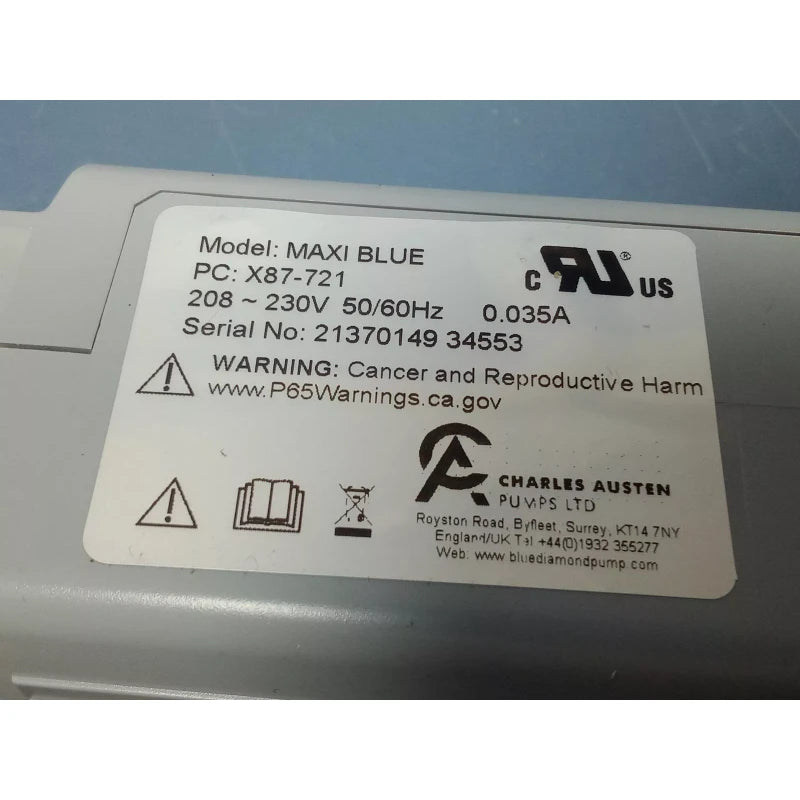 Model: MAXI BLUE
PC: X87-721
208 ~ 230V 50/60Hz 0.035A
Serial No: 21370149 34553
c RU® US
WARNING: Cancer and Reproductive Harm
www.P65Warnings.ca.gov
CHARLES AUSTEN
PUMPS LTD
Royston Road, Byfleet, Surrey, KT14 7NY
England/UK Tel +44(0)1932 355277
Web: www.bluediamondpump.com